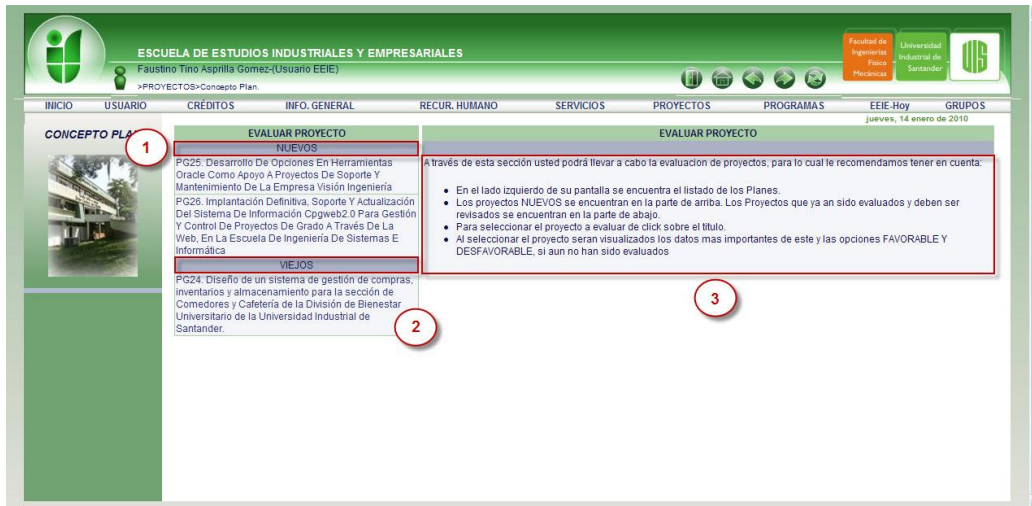 ESCUELA DE ESTUDIOS INDUSTRIALES Y EMPRESARIALES
Faustino Tino Asprilla Gomez-(Usuario EEIE)
>PROYECTOS>Concepto Plan.
Facultad de
Ingenierías
Físico
Mecánicas
Universidad
Industrial de
Santander
INICIO USUARIO CRÉDITOS INFO. GENERAL RECUR. HUMANO SERVICIOS PROYECTOS PROGRAMAS EEIE-Hoy GRUPOS
jueves, 14 enero de 2010
CONCEPTO PLA
1
EVALUAR PROYECTO
NUEVOS
PG25. Desarrollo De Opciones En Herramientas
Oracle Como Apoyo A Proyectos De Soporte Y
Mantenimiento De La Empresa Visión Ingeniería
PG26. Implantación Definitiva, Soporte Y Actualización
Del Sistema De Información Cpgweb2.0 Para Gestión
Y Control De Proyectos De Grado A Través De La
Web, En La Escuela De Ingeniería De Sistemas E
Informática
VIEJOS
PG24. Diseño de un sistema de gestión de compras,
inventarios y almacenamiento para la sección de
Comedores y Cafetería de la División de Bienestar
Universitario de la Universidad Industrial de
Santander.
2
EVALUAR PROYECTO
A través de esta sección usted podrá llevar a cabo la evaluacion de proyectos, para lo cual le recomendamos tener en cuenta:
• En el lado izquierdo de su pantalla se encuentra el listado de los Planes.
• Los proyectos NUEVOS se encuentran en la parte de arriba. Los Proyectos que ya an sido evaluados y deben ser
revisados se encuentran en la parte de abajo.
• Para seleccionar el proyecto a evaluar de click sobre el titulo.
• Al seleccionar el proyecto seran visualizados los datos mas importantes de este y las opciones FAVORABLE Y
DESFAVORABLE, si aun no han sido evaluados
3